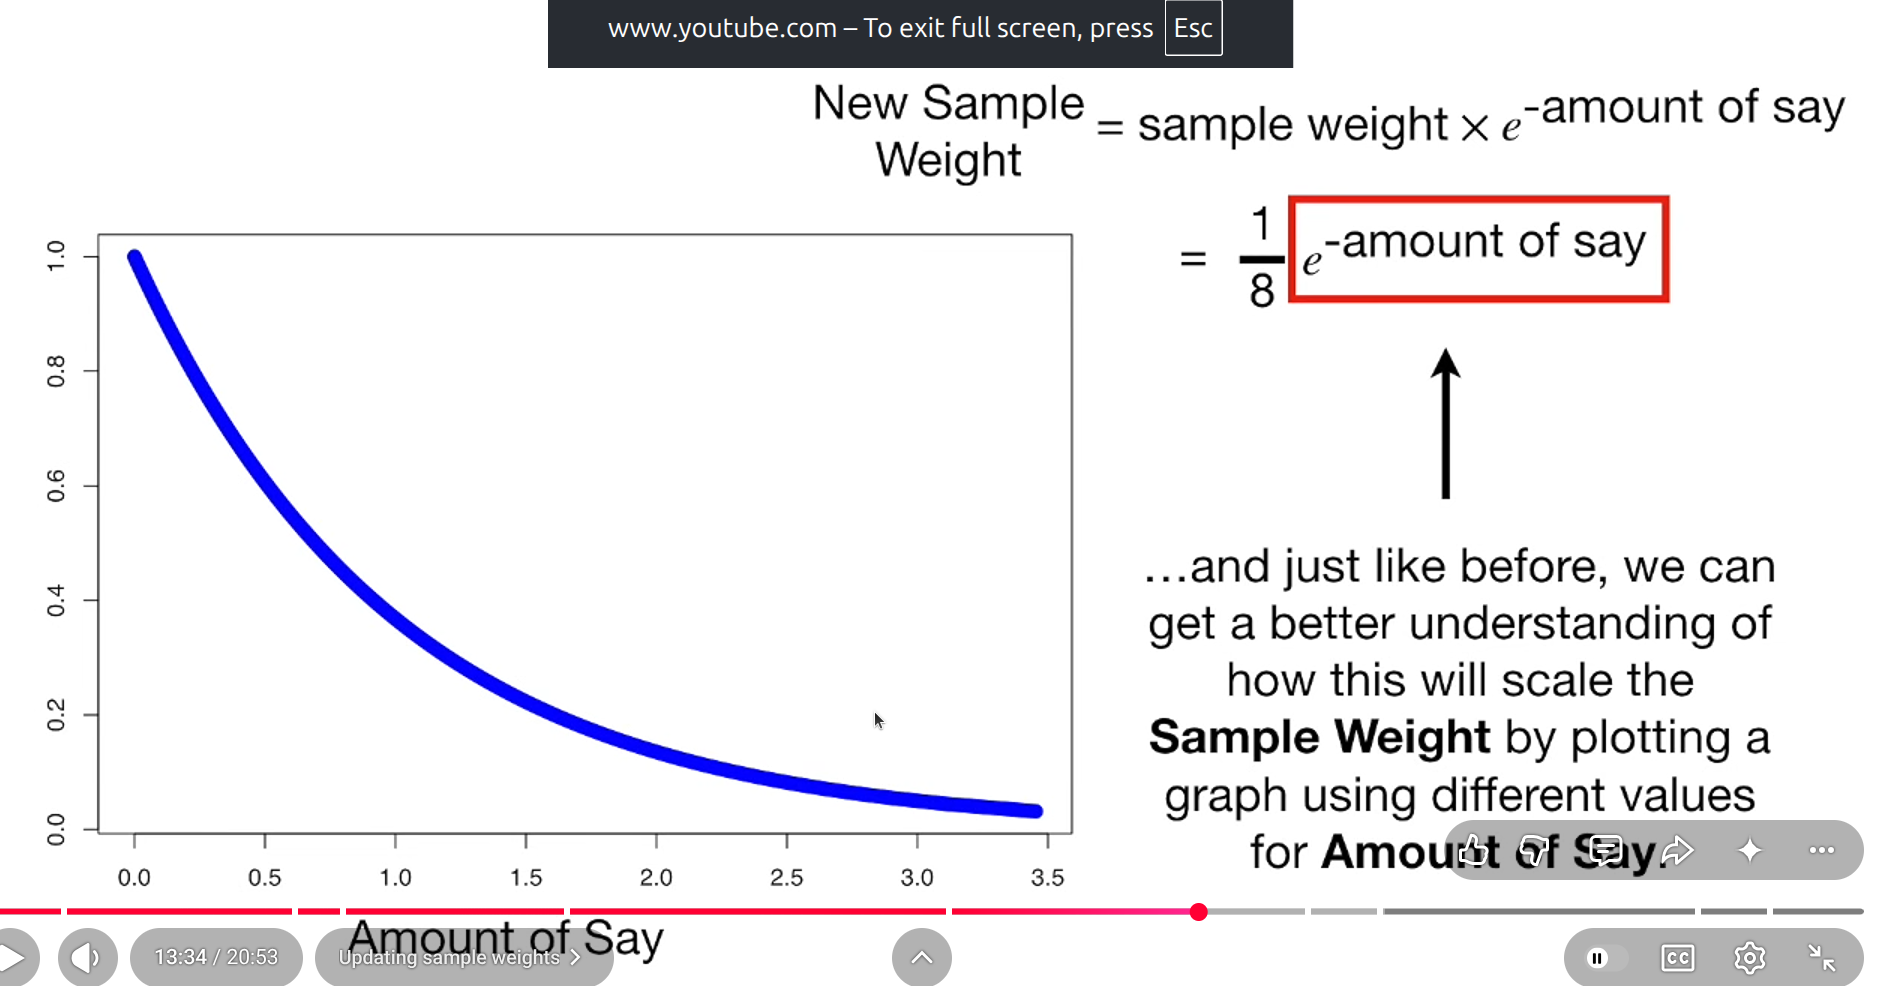 www.youtube.com – To exit full screen, press Esc
New Sample
Weight
= sample weight × e^-amount of say
= 1/8 e^-amount of say
1.0
0.8
0.6
0.4
0.2
0.0
0.0 0.5 1.0 1.5 2.0 2.5 3.0 3.5
Amount of Say
...and just like before, we can
get a better understanding of
how this will scale the
Sample Weight by plotting a
graph using different values
for Amount of Say.
13:34 / 20:53
Updating sample weights >
CC